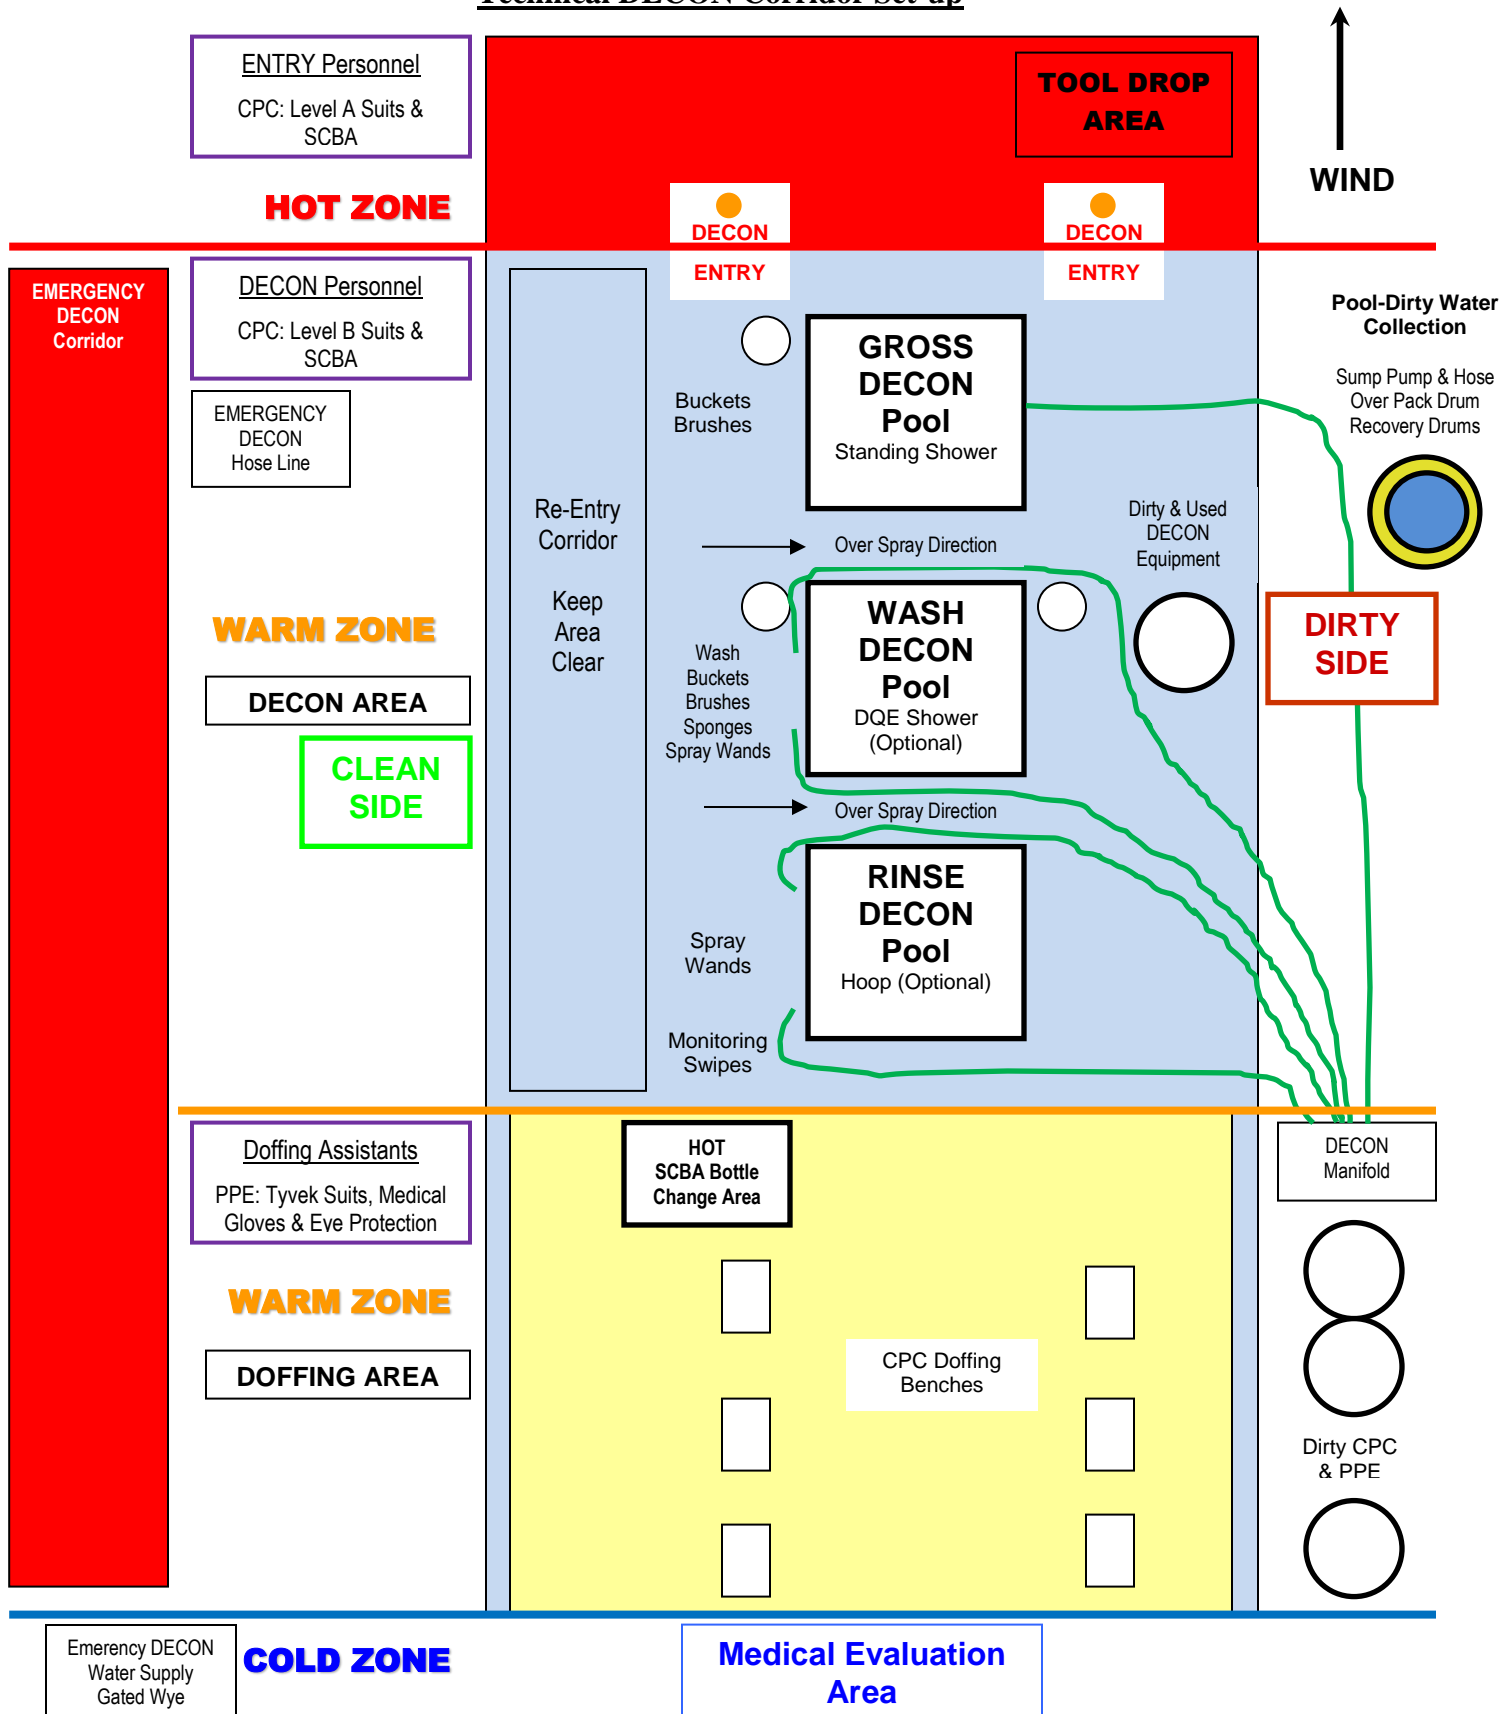 Technical DECON Corridor Set-up
ENTRY Personnel
CPC: Level A Suits &
SCBA
TOOL DROP
AREA
WIND
HOT ZONE
DECON
ENTRY
DECON
ENTRY
EMERGENCY
DECON
Corridor
DECON Personnel
CPC: Level B Suits &
SCBA
EMERGENCY
DECON
Hose Line
Re-Entry
Corridor
Keep
Area
Clear
Buckets
Brushes
GROSS
DECON
Pool
Standing Shower
Pool-Dirty Water
Collection
Sump Pump & Hose
Over Pack Drum
Recovery Drums
Over Spray Direction
Dirty & Used
DECON
Equipment
WARM ZONE
DECON AREA
CLEAN
SIDE
Wash
Buckets
Brushes
Sponges
Spray Wands
WASH
DECON
Pool
DQE Shower
(Optional)
DIRTY
SIDE
Over Spray Direction
RINSE
DECON
Pool
Hoop (Optional)
Spray
Wands
Monitoring
Swipes
Doffing Assistants
PPE: Tyvek Suits, Medical
Gloves & Eye Protection
HOT
SCBA Bottle
Change Area
DECON
Manifold
WARM ZONE
DOFFING AREA
CPC Doffing
Benches
Dirty CPC
& PPE
Emerency DECON
Water Supply
Gated Wye
COLD ZONE
Medical Evaluation
Area